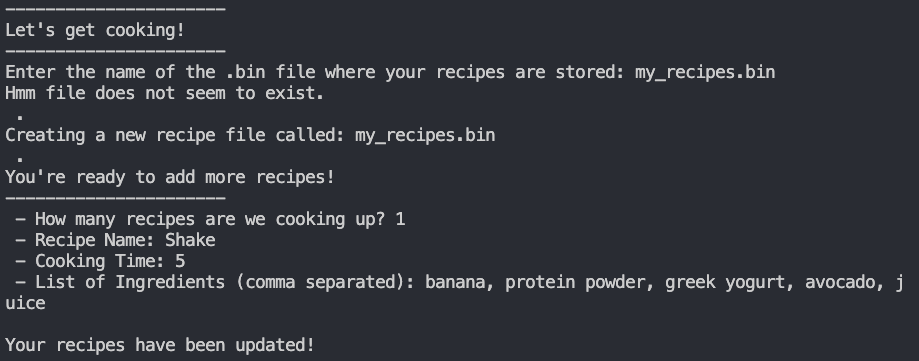 ----------------------
Let's get cooking!
----------------------
Enter the name of the .bin file where your recipes are stored: my_recipes.bin
Hmm file does not seem to exist.
 .
Creating a new recipe file called: my_recipes.bin
 .
You're ready to add more recipes!
----------------------
 - How many recipes are we cooking up? 1
 - Recipe Name: Shake
 - Cooking Time: 5
 - List of Ingredients (comma separated): banana, protein powder, greek yogurt, avocado, j
uice

Your recipes have been updated!